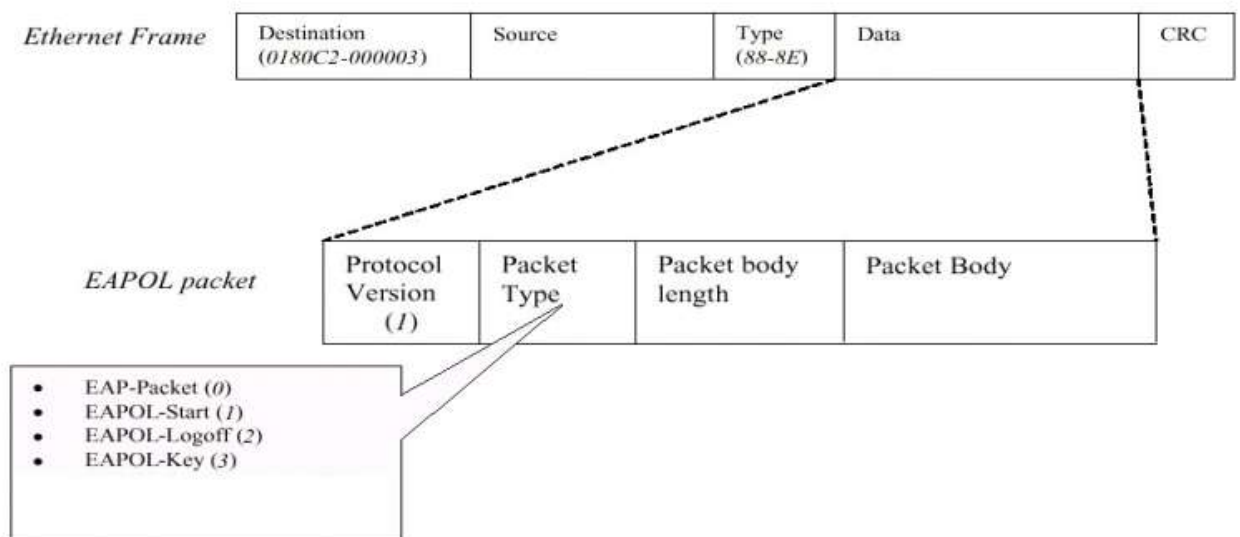 Ethernet Frame
Destination
(0180C2-000003)
Source
Type
(88-8E)
Data
CRC
EAPOL packet
Protocol
Version
(1)
Packet
Type
Packet body
length
Packet Body
• EAP-Packet (0)
• EAPOL-Start (1)
• EAPOL-Logoff (2)
• EAPOL-Key (3)